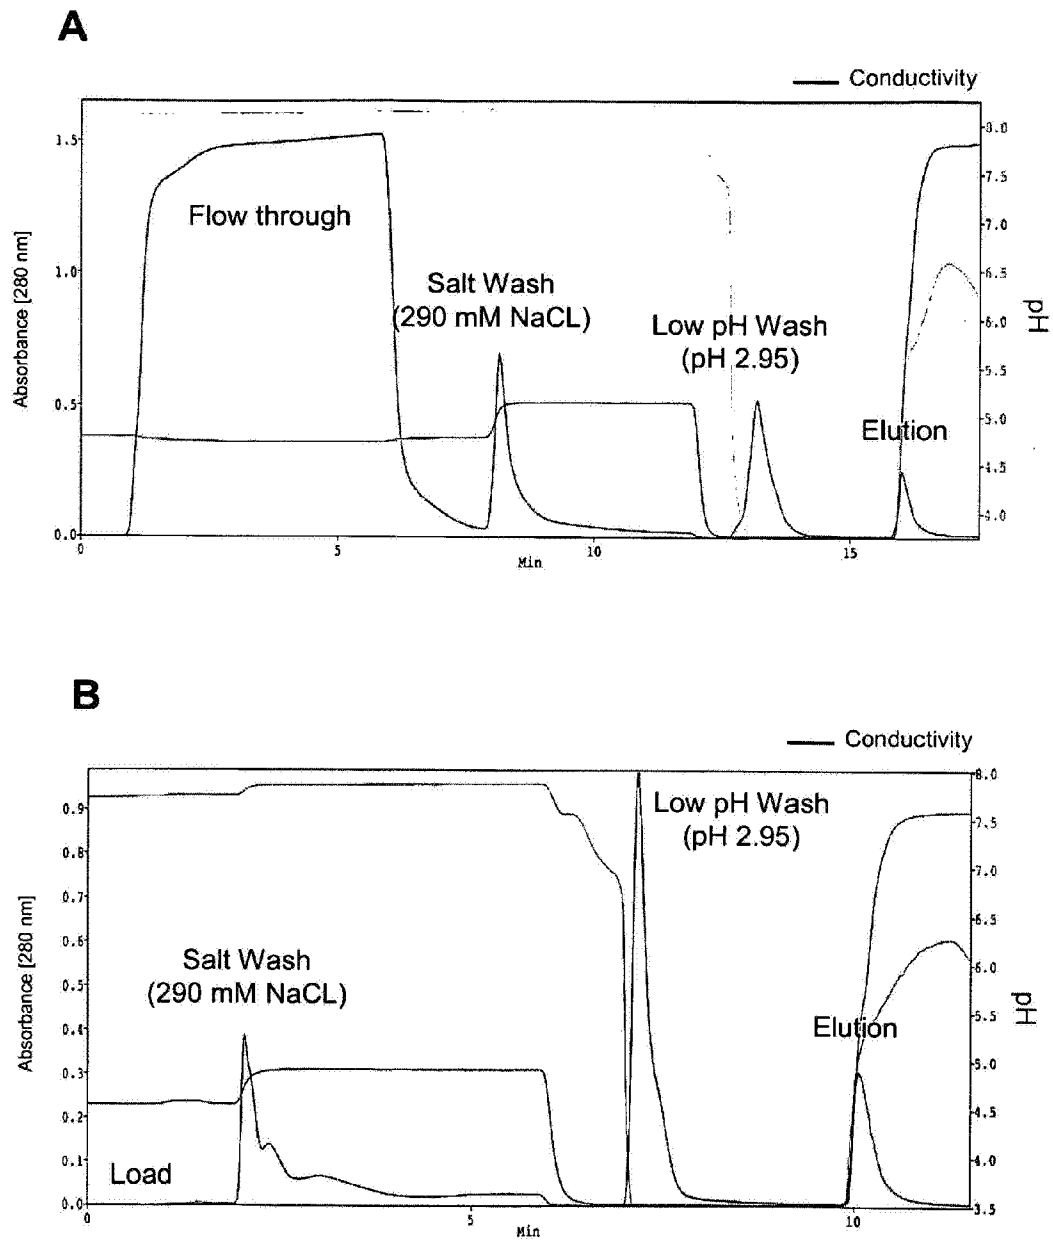 A
Conductivity
1.5
1.0
0.5
0.0
Absorbance [280 nm]
Flow through
Salt Wash
(290 mM NaCL)
Low pH Wash
(pH 2.95)
Elution
8.0
7.5
7.0
6.5
6.0
5.5
5.0
4.5
4.0
pH
0
5
10
15
Min
B
Conductivity
0.9
0.8
0.7
0.6
0.5
0.4
0.3
0.2
0.1
0.0
Absorbance [280 nm]
Low pH Wash
(pH 2.95)
Salt Wash
(290 mM NaCL)
Elution
Load
8.0
7.5
7.0
6.5
6.0
5.5
5.0
4.5
4.0
3.5
pH
0
5
10
Min